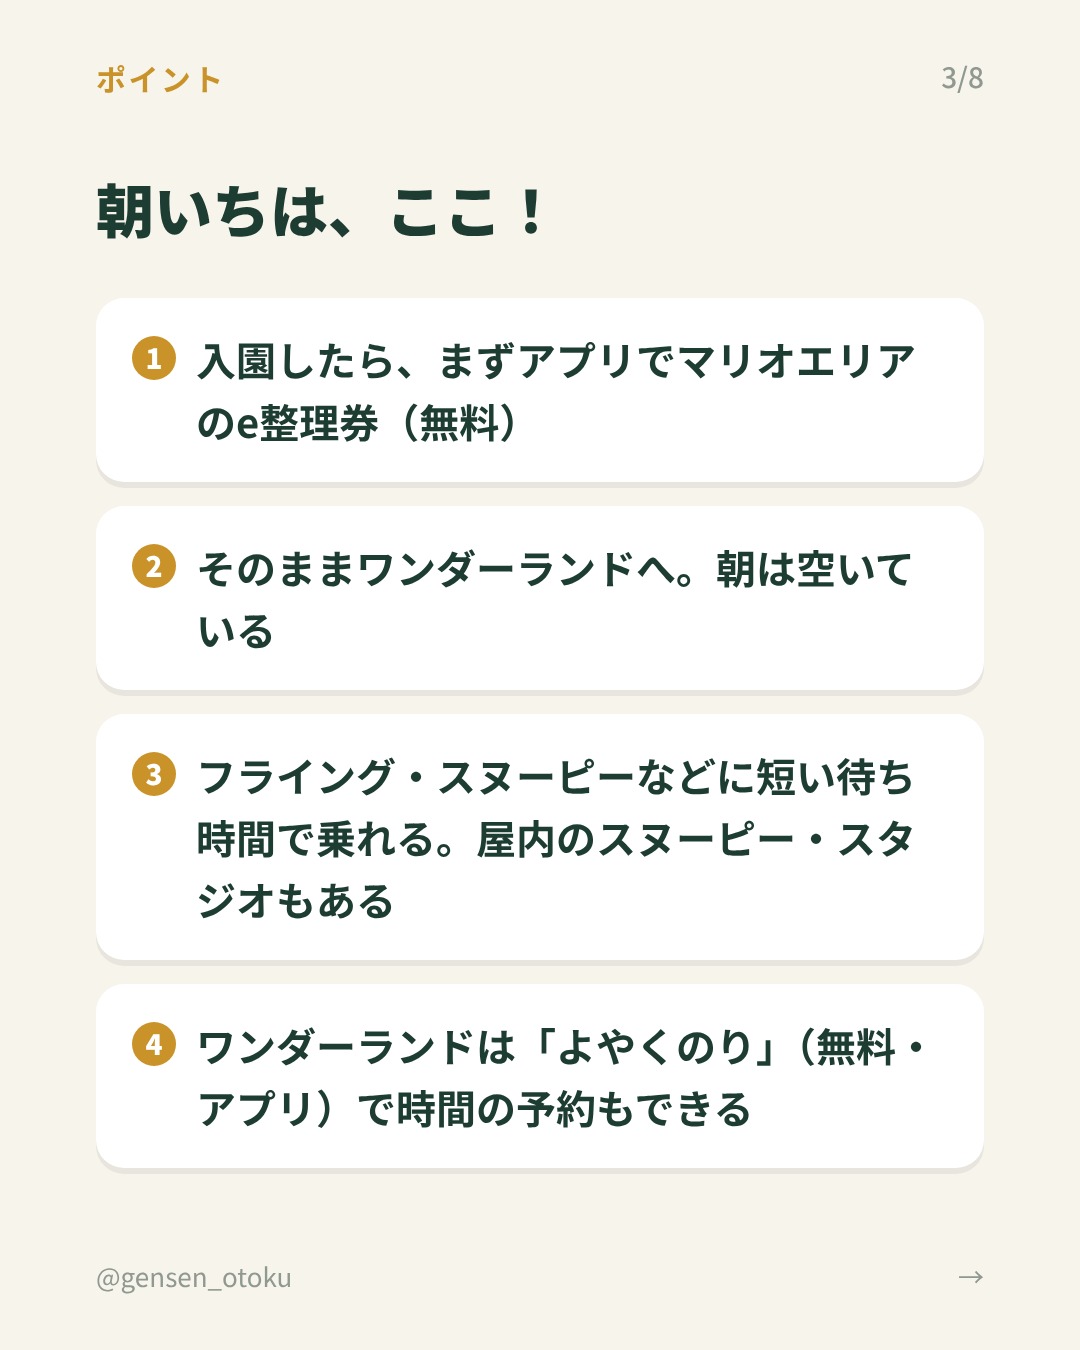 ポイント
3/8
朝いちは、ここ！
1 入園したら、まずアプリでマリオエリア
のe整理券（無料）
2 そのままワンダーランドへ。朝は空いて
いる
3 フライング・スヌーピーなどに短い待ち
時間で乗れる。屋内のスヌーピー・スタ
ジオもある
4 ワンダーランドは「よやくのり」（無料・
アプリ）で時間の予約もできる
@gensen_otoku
→